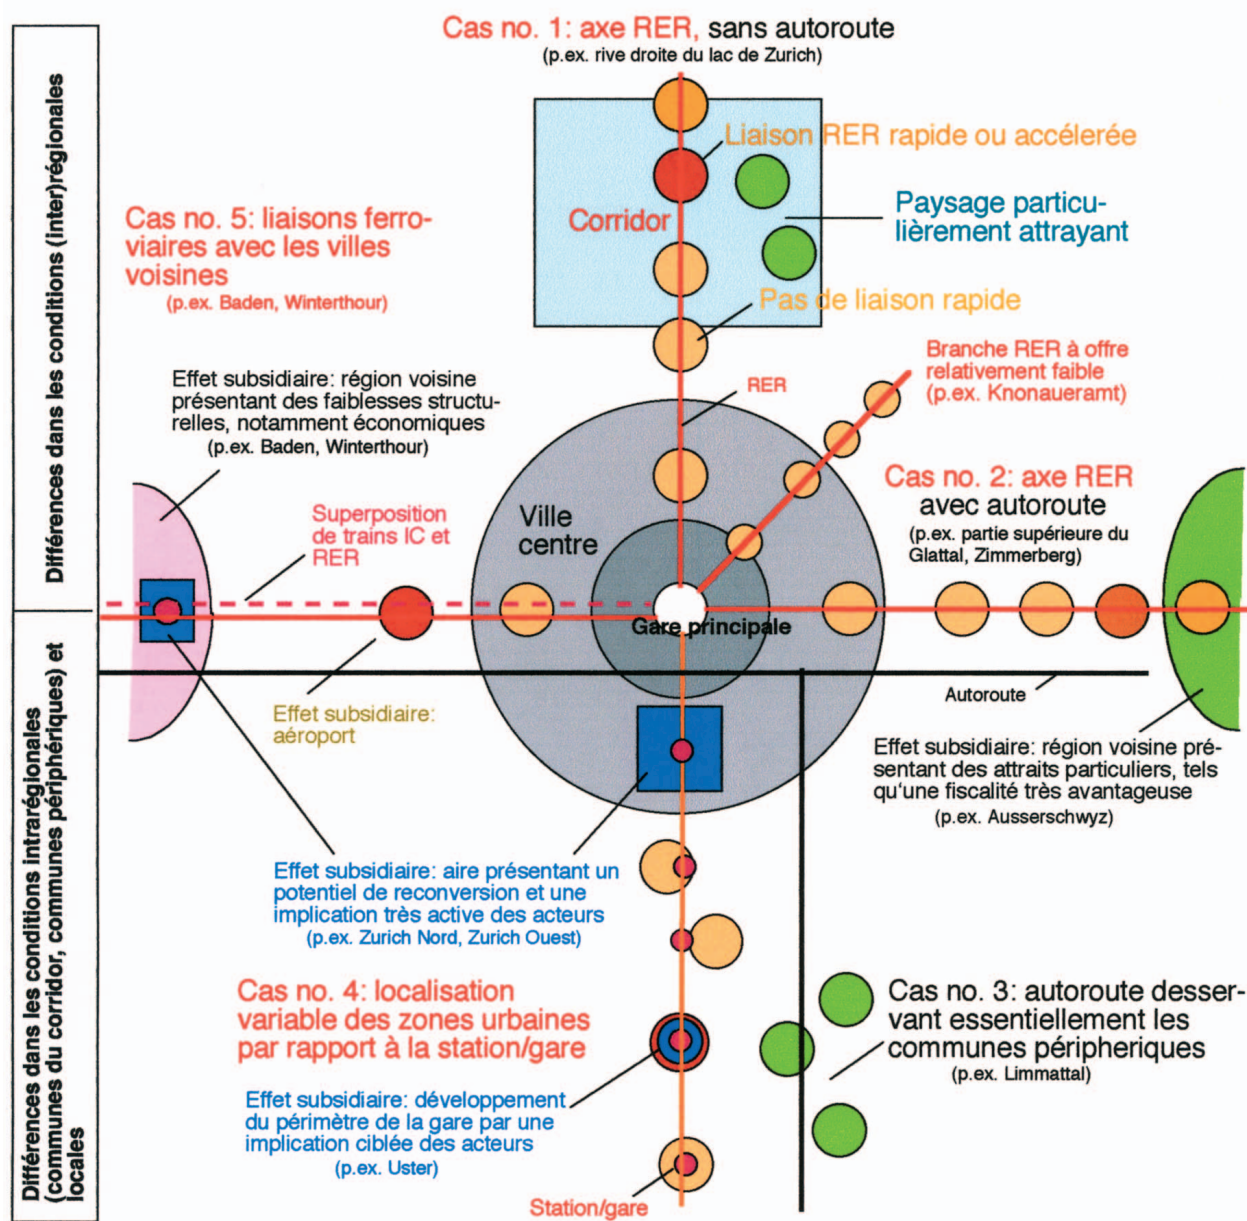 Cas no. 1: axe RER, sans autoroute
(p.ex. rive droite du lac de Zurich)
Différences dans les conditions (inter)régionales
Liaison RER rapide ou accélerée
Corridor
Paysage particu-
lièrement attrayant
Pas de liaison rapide
Cas no. 5: liaisons ferro-
viaires avec les villes
voisines
(p.ex. Baden, Winterthour)
Branche RER à offre
relativement faible
(p.ex. Knonaueramt)
RER
Effet subsidiaire: région voisine
présentant des faiblesses structu-
relles, notamment économiques
(p.ex. Baden, Winterthour)
Cas no. 2: axe RER
avec autoroute
(p.ex. partie supérieure du
Glattal, Zimmerberg)
Superposition
de trains IC et
RER
Ville
centre
Gare principale
Différences dans les conditions intrarégionales
(communes du corridor, communes périphériques) et
locales
Effet subsidiaire:
aéroport
Autoroute
Effet subsidiaire: région voisine pré-
sentant des attraits particuliers, tels
qu'une fiscalité très avantageuse
(p.ex. Ausserschwyz)
Effet subsidiaire: aire présentant un
potentiel de reconversion et une
implication très active des acteurs
(p.ex. Zurich Nord, Zurich Ouest)
Cas no. 4: localisation
variable des zones urbaines
par rapport à la station/gare
Cas no. 3: autoroute desser-
vant essentiellement les
communes péripheriques
(p.ex. Limmattal)
Effet subsidiaire: développement
du périmètre de la gare par une
implication ciblée des acteurs
(p.ex. Uster)
Station/gare